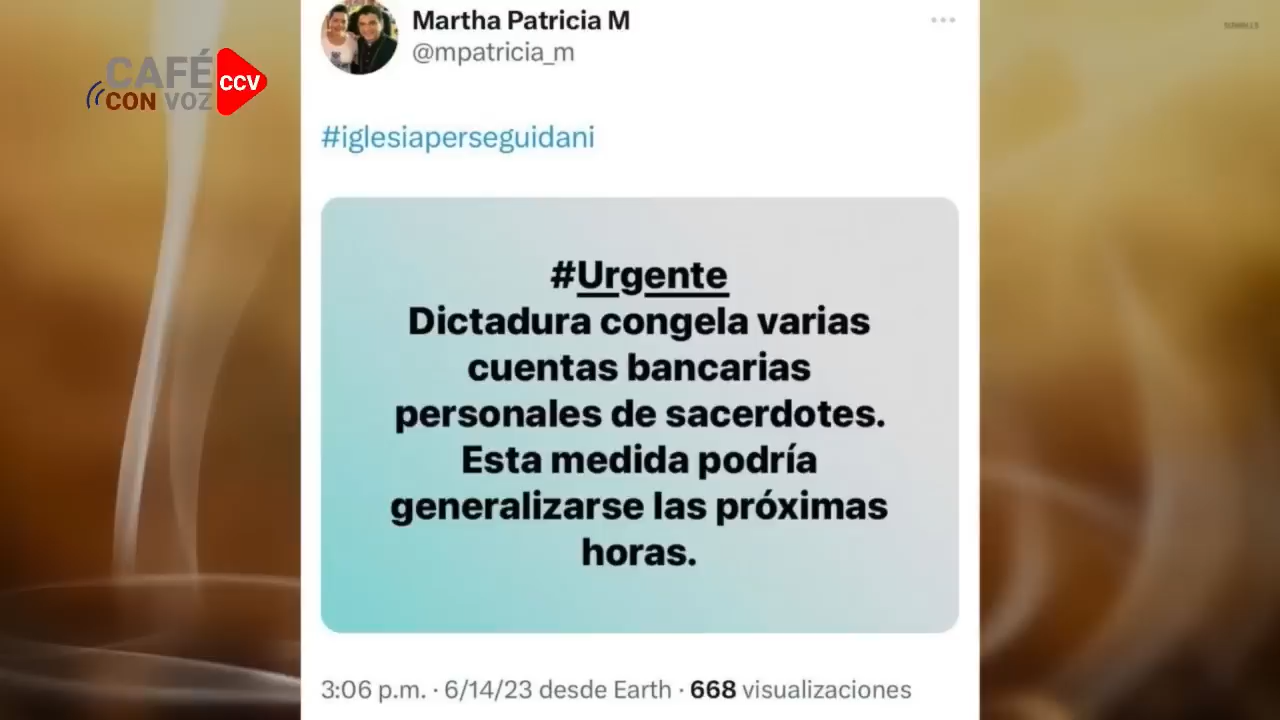 Martha Patricia M
@mpatricia_m
CAFÉ
CON VOZ
CCV
#iglesiaperseguidani
#Urgente
Dictadura congela varias
cuentas bancarias
personales de sacerdotes.
Esta medida podría
generalizarse las próximas
horas.
3:06 p.m. · 6/14/23 desde Earth · 668 visualizaciones